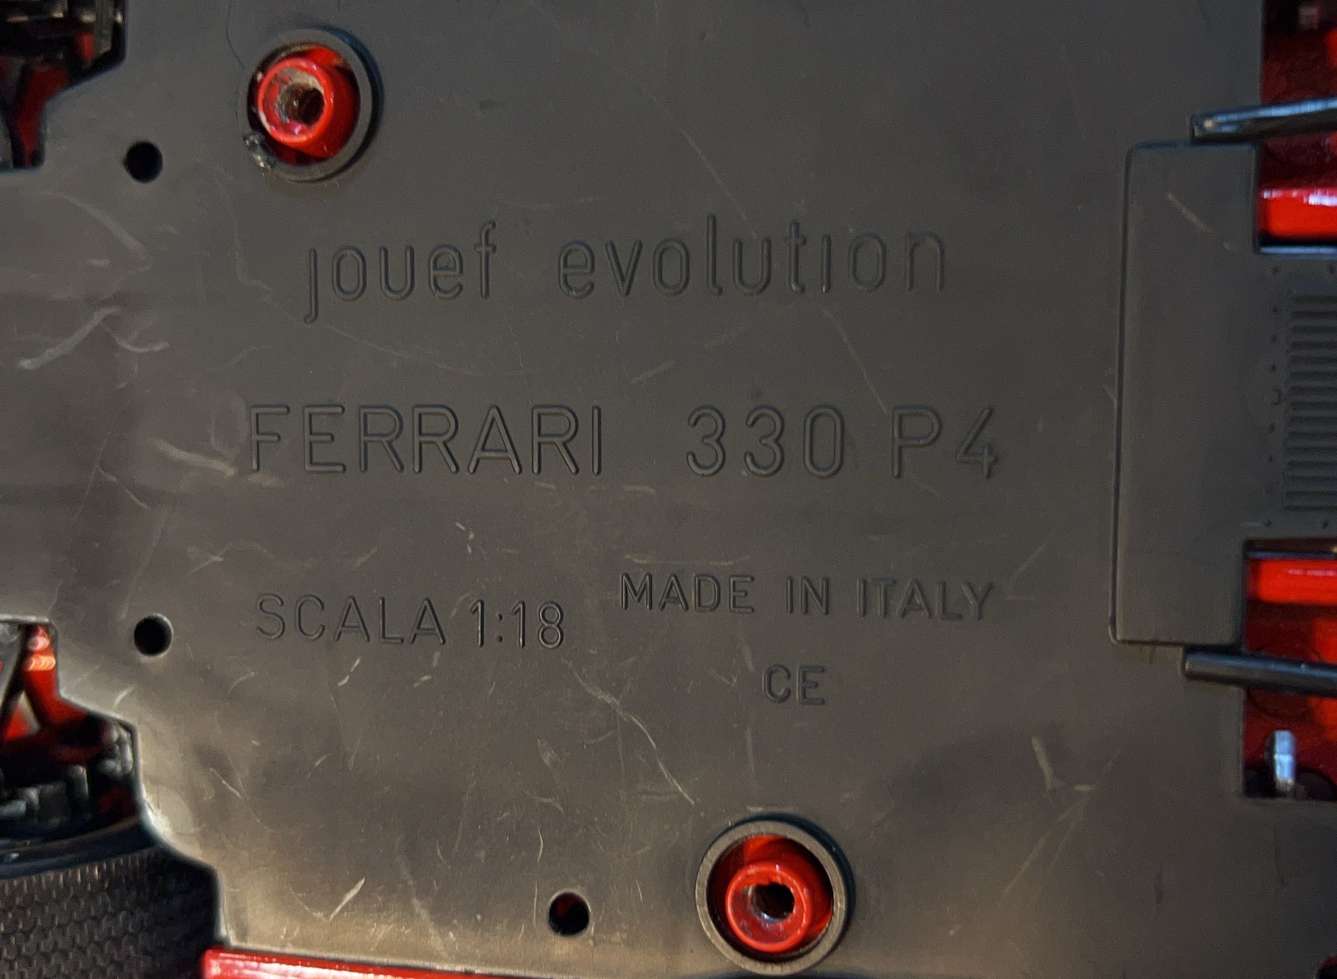 jouef evolution
FERRARI 330 P4
SCALA 1:18
MADE IN ITALY
CE